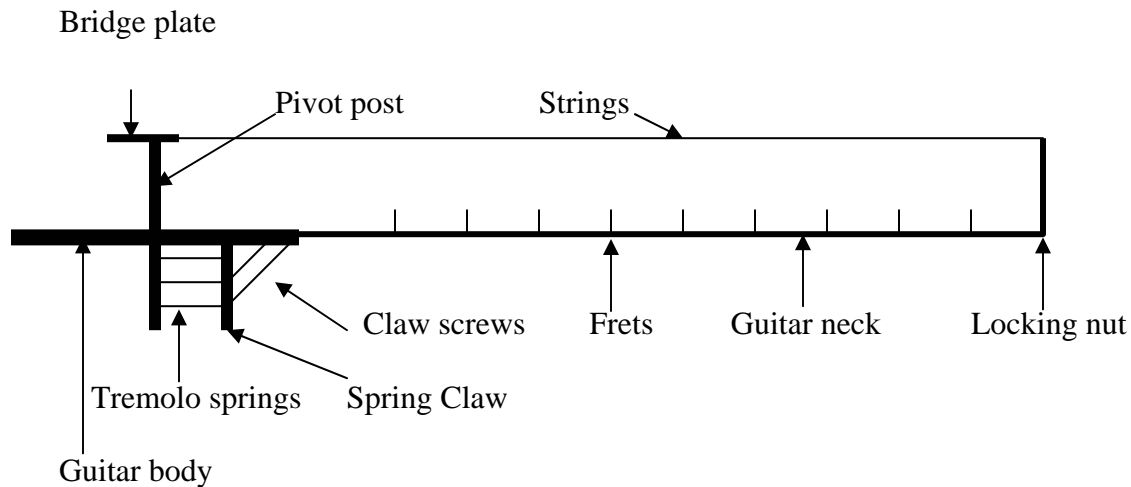 Bridge plate
Pivot post
Strings
Claw screws
Frets
Guitar neck
Locking nut
Tremolo springs
Spring Claw
Guitar body